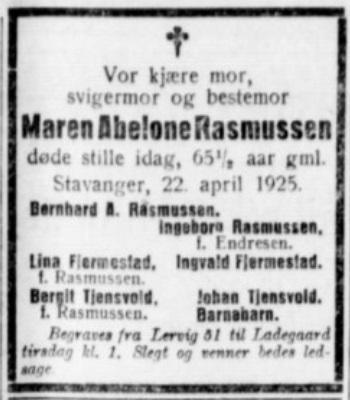 Vor kjære mor,
svigermor og bestemor
Maren Abelone Rasmussen
døde stille idag, 65½ aar gml.
Stavanger, 22. april 1925.
Bernhard A. Rasmussen.
Ingeborg Rasmussen,
f. Endresen.
Lina Fjermestad, Ingvald Fjermestad.
f. Rasmussen.
Bergit Tjensvold, Johan Tjensvold.
f. Rasmussen. Barnebarn.
Begraves fra Lervig 51 til Ladegaard
tirsdag kl. 1. Slegt og venner bedes led-
sage.